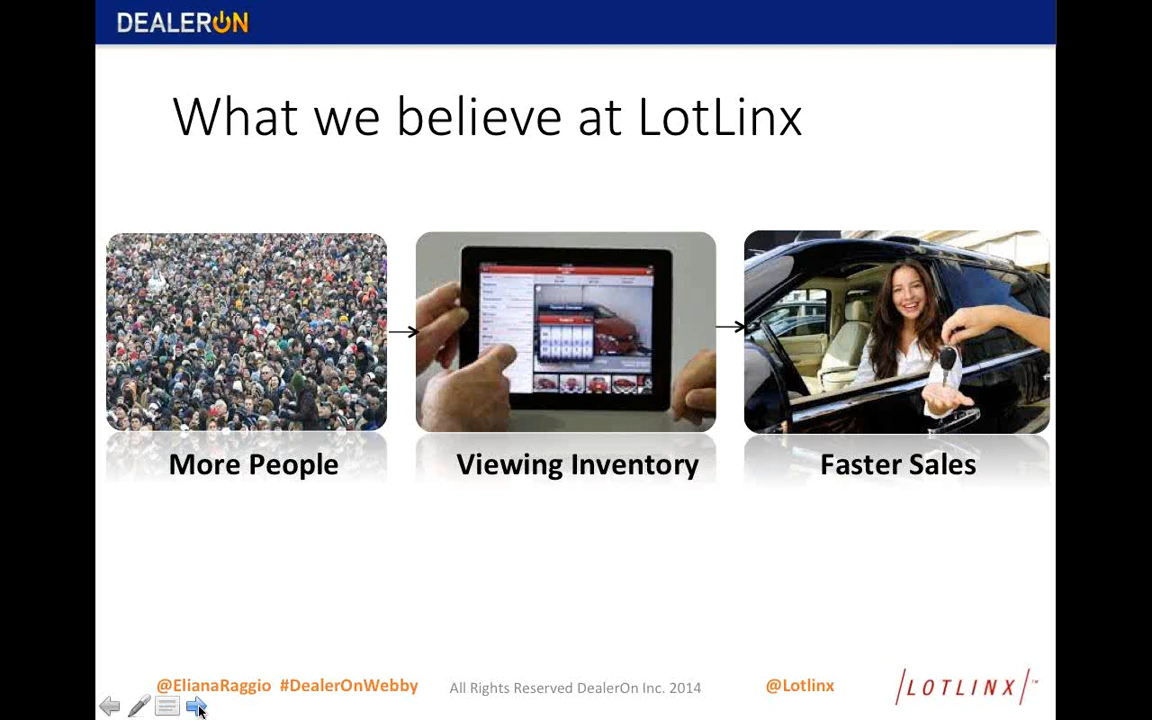 DEALERON
What we believe at LotLinx
More People
Viewing Inventory
Faster Sales
@ElianaRaggio #DealerOnWebby
All Rights Reserved DealerOn Inc. 2014
@Lotlinx
LOTLINX™